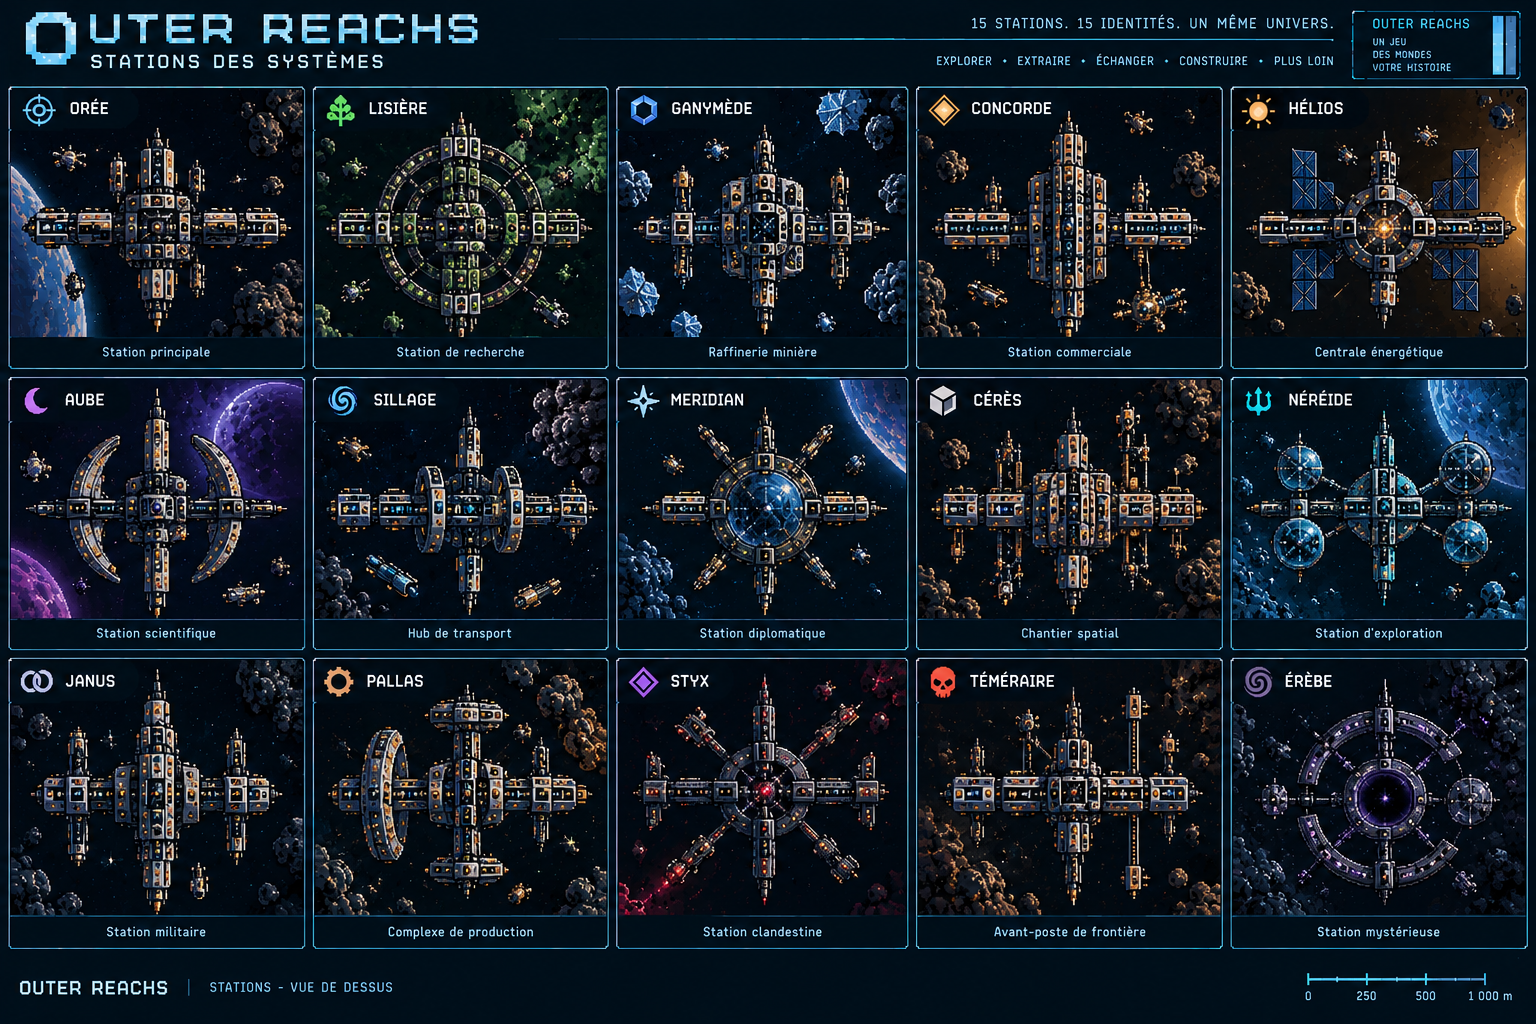 OUTER REACHS
STATIONS DES SYSTÈMES
15 STATIONS. 15 IDENTITÉS. UN MÊME UNIVERS.
EXPLORER • EXTRAIRE • ÉCHANGER • CONSTRUIRE • PLUS LOIN
OUTER REACHS
UN JEU
DES MONDES
VOTRE HISTOIRE
ORÉE
Station principale
LISIÈRE
Station de recherche
GANYMÈDE
Raffinerie minière
CONCORDE
Station commerciale
HÉLIOS
Centrale énergétique
AUBE
Station scientifique
SILLAGE
Hub de transport
MERIDIAN
Station diplomatique
CÉRÈS
Chantier spatial
NÉRÉIDE
Station d'exploration
JANUS
Station militaire
PALLAS
Complexe de production
STYX
Station clandestine
TÉMÉRAIRE
Avant-poste de frontière
ÉRÈBE
Station mystérieuse
OUTER REACHS | STATIONS - VUE DE DESSUS
0 250 500 1 000 m